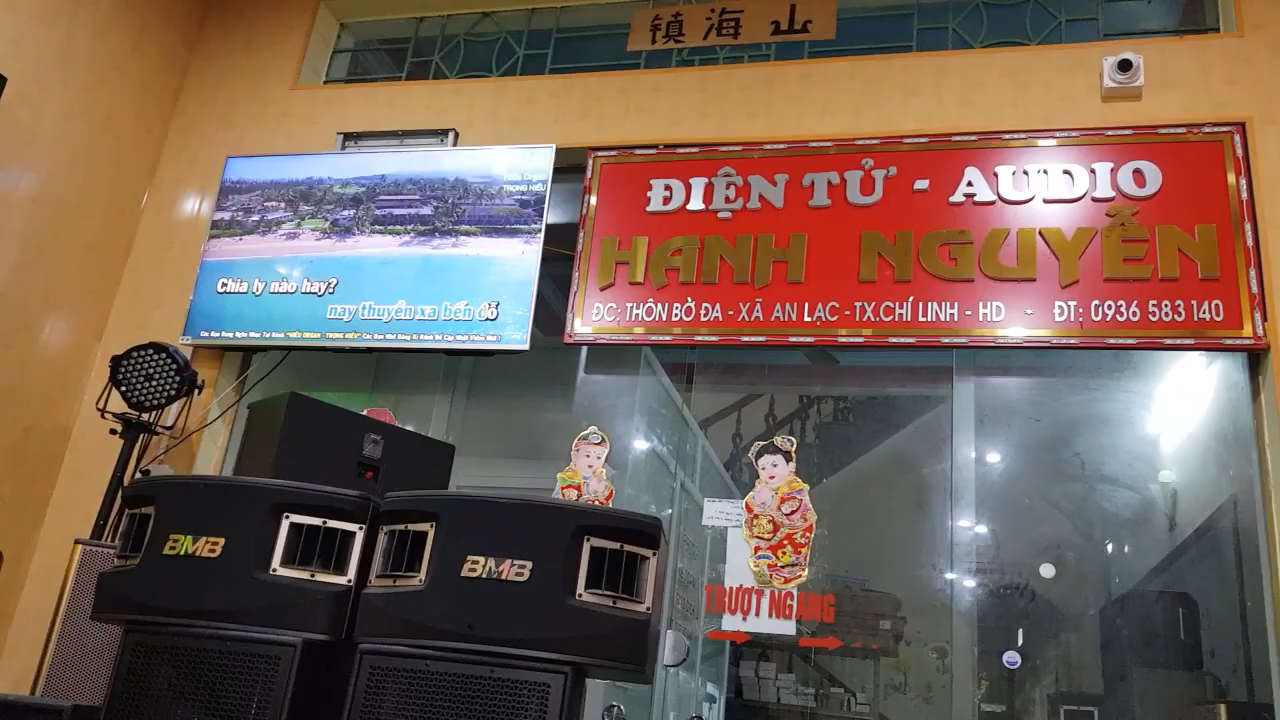 镇海山
TRỌNG HIẾU
Chia ly nào hay?
nay thuyền xa bến đỗ
ĐIỆN TỬ - AUDIO
HẠNH NGUYỄN
ĐC: THÔN BỜ ĐA - XÃ AN LẠC - TX.CHÍ LINH - HD * ĐT: 0936 583 140
BMB
BMB
TRƯỢT NGANG